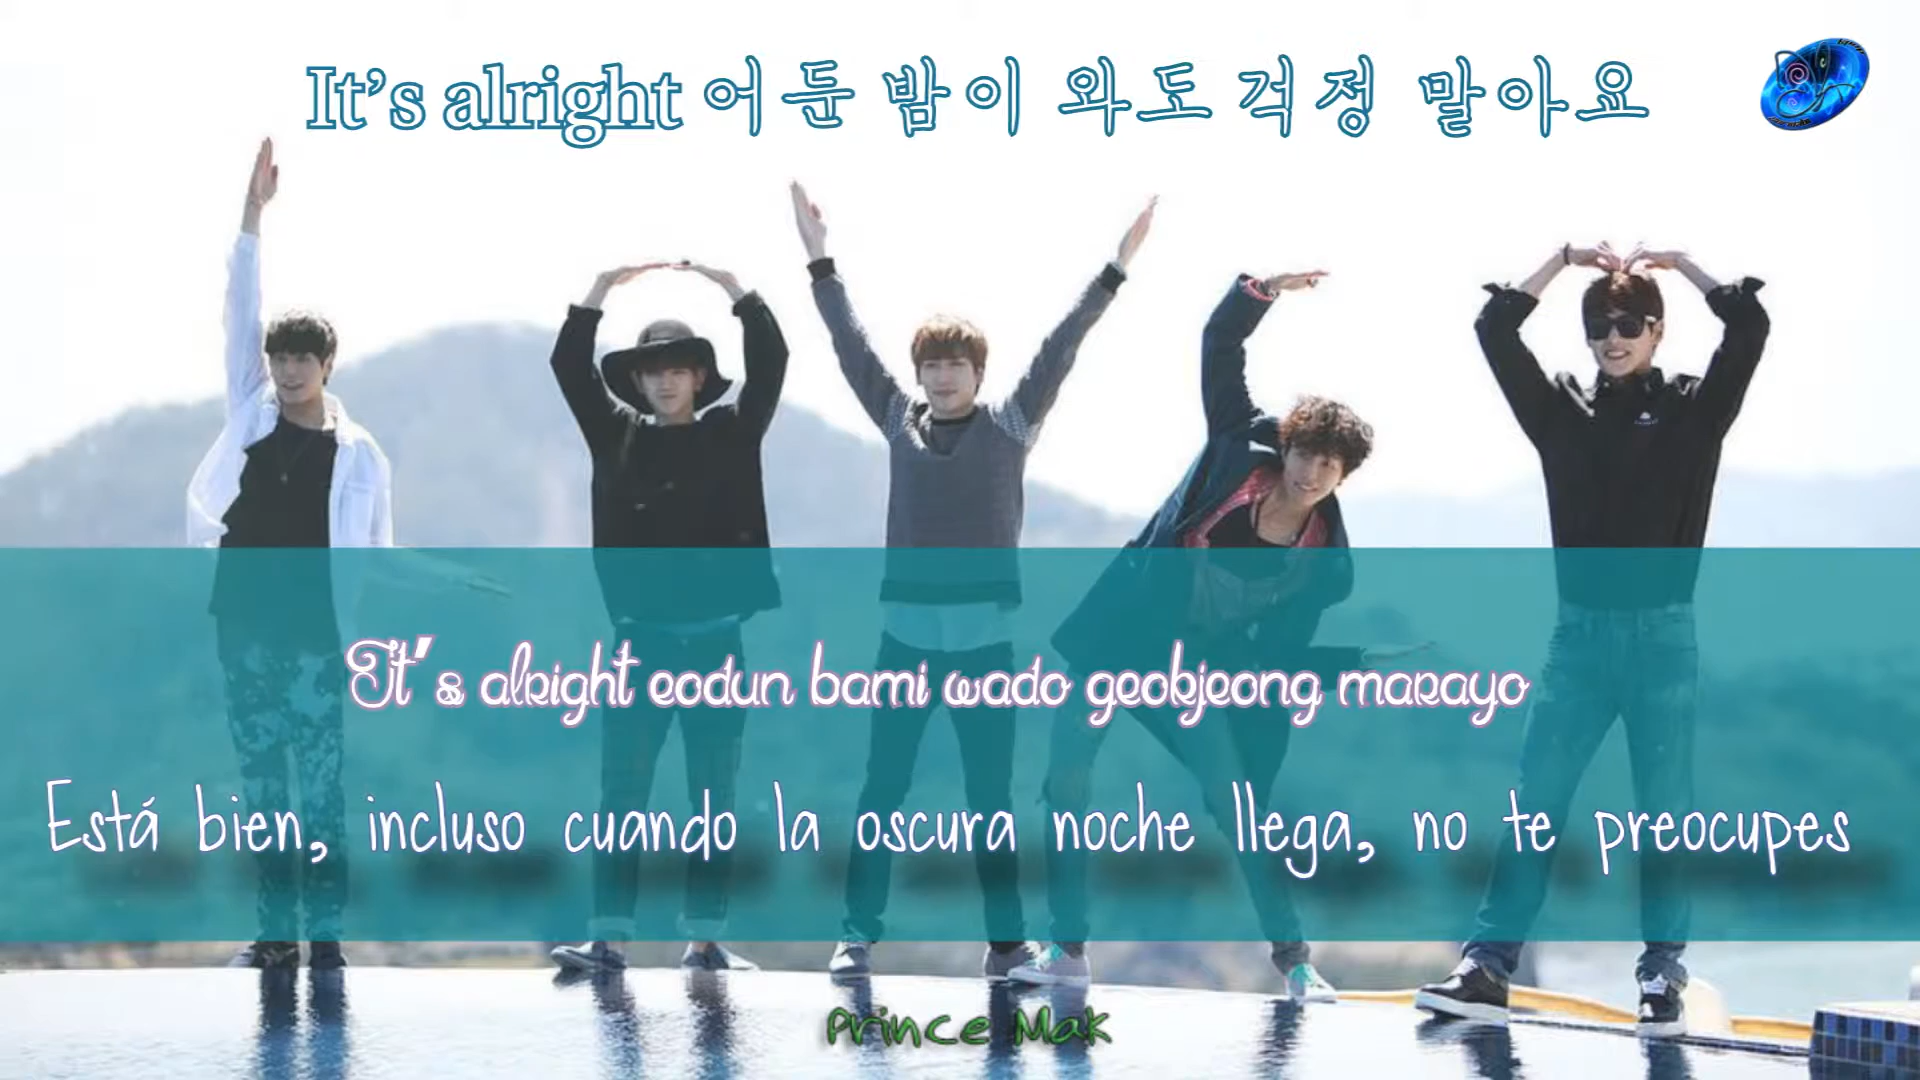 It's alright 어둔 밤이 와도 걱정 말아요
It's alright eodun bami wado geokjeong marayo
Está bien, incluso cuando la oscura noche llega, no te preocupes
Prince Mak